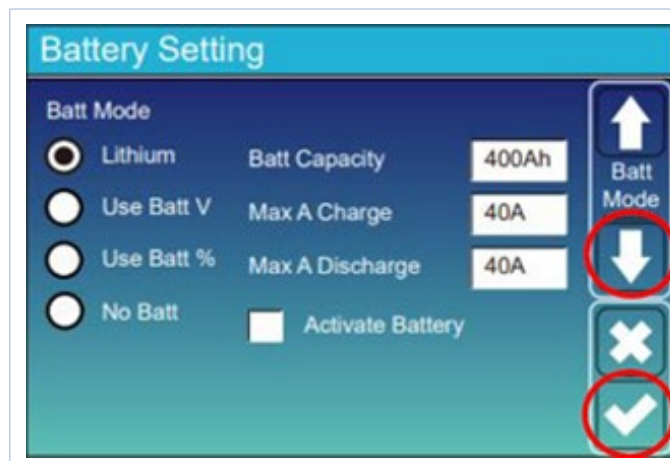 Battery Setting
Batt Mode
Lithium Batt Capacity 400Ah
Use Batt V Max A Charge 40A
Use Batt % Max A Discharge 40A
No Batt Activate Battery
Batt
Mode